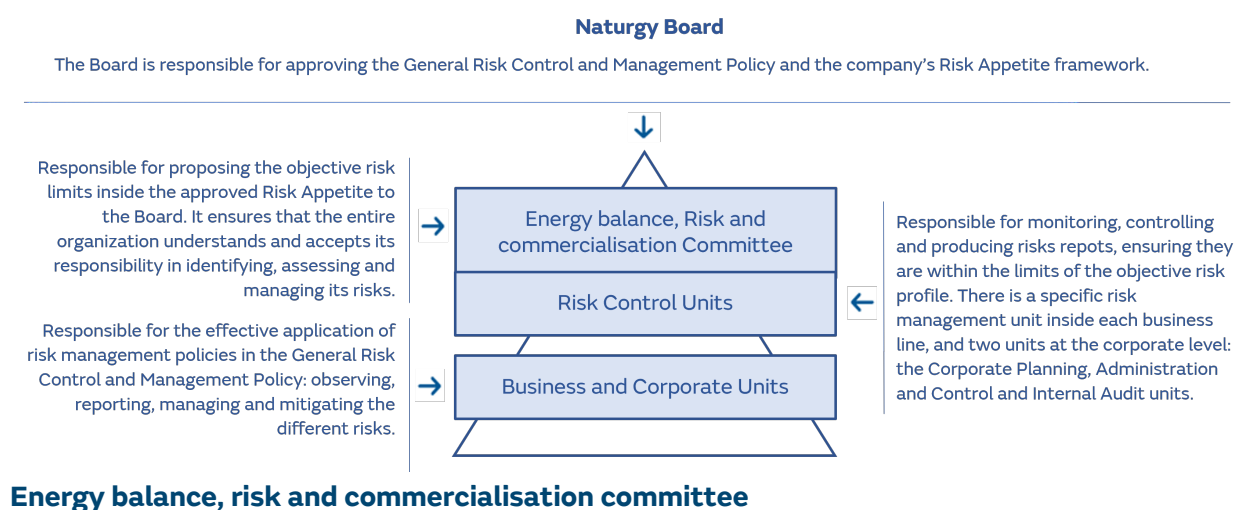 Naturgy Board
The Board is responsible for approving the General Risk Control and Management Policy and the company's Risk Appetite framework.
Responsible for proposing the objective risk
limits inside the approved Risk Appetite to
the Board. It ensures that the entire
organization understands and accepts its
responsibility in identifying, assessing and
managing its risks.
Energy balance, Risk and
commercialisation Committee
Risk Control Units
Responsible for monitoring, controlling
and producing risks repots, ensuring they
are within the limits of the objective risk
profile. There is a specific risk
management unit inside each business
line, and two units at the corporate level:
the Corporate Planning, Administration
and Control and Internal Audit units.
Responsible for the effective application of
risk management policies in the General Risk
Control and Management Policy: observing,
reporting, managing and mitigating the
different risks.
Business and Corporate Units
Energy balance, risk and commercialisation committee